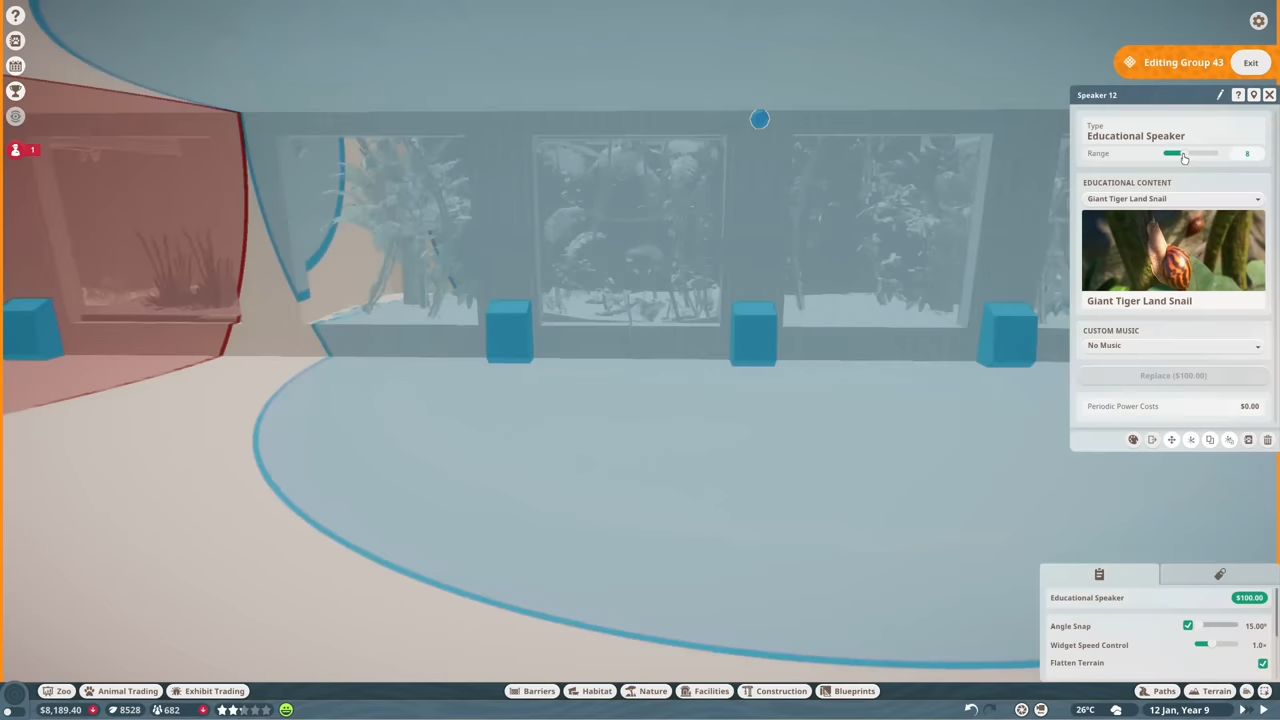 ?
Editing Group 43
Exit
1
Speaker 12
?
Type
Educational Speaker
Range
8
EDUCATIONAL CONTENT
Giant Tiger Land Snail
Giant Tiger Land Snail
CUSTOM MUSIC
No Music
Replace ($100.00)
Periodic Power Costs
$0.00
Educational Speaker
$100.00
Angle Snap
15.00°
Widget Speed Control
1.0×
Flatten Terrain
Zoo
Animal Trading
Exhibit Trading
Barriers
Habitat
Nature
Facilities
Construction
Blueprints
Paths
Terrain
$8,189.40
8528
682
26°C
12 Jan, Year 9